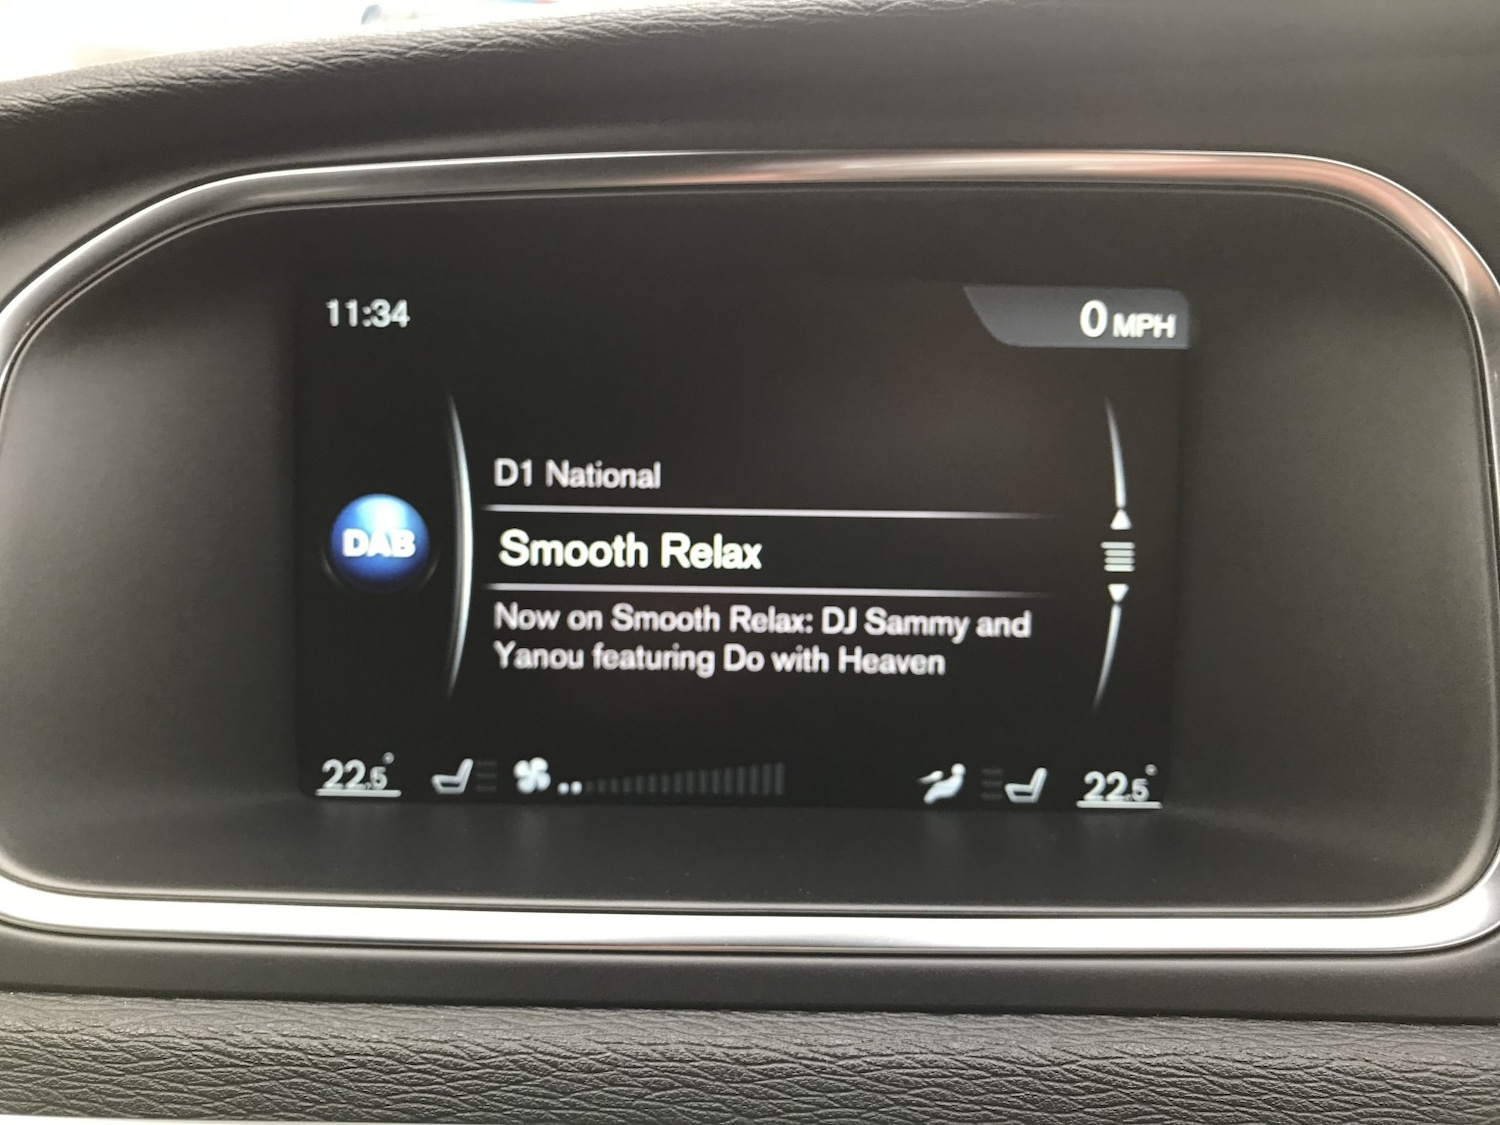 11:34
0 MPH
D1 National
DAB
Smooth Relax
Now on Smooth Relax: DJ Sammy and
Yanou featuring Do with Heaven
22.5° 22.5°